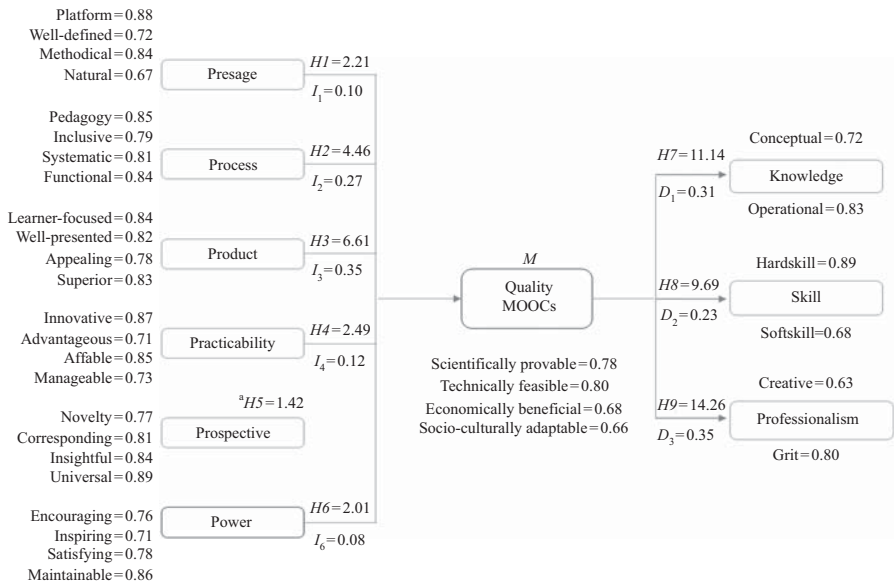 Platform=0.88
Well-defined=0.72
Methodical=0.84
Natural=0.67
Presage
H1=2.21
I1=0.10
Pedagogy=0.85
Inclusive=0.79
Systematic=0.81
Functional=0.84
Process
H2=4.46
I2=0.27
Learner-focused=0.84
Well-presented=0.82
Appealing=0.78
Superior=0.83
Product
H3=6.61
I3=0.35
Innovative=0.87
Advantageous=0.71
Affable=0.85
Manageable=0.73
Practicability
H4=2.49
I4=0.12
Novelty=0.77
Corresponding=0.81
Insightful=0.84
Universal=0.89
Prospective
aH5=1.42
Encouraging=0.76
Inspiring=0.71
Satisfying=0.78
Maintainable=0.86
Power
H6=2.01
I6=0.08
M
Quality
MOOCs
Scientifically provable=0.78
Technically feasible=0.80
Economically beneficial=0.68
Socio-culturally adaptable=0.66
H7=11.14
D1=0.31
Conceptual=0.72
Knowledge
Operational=0.83
H8=9.69
D2=0.23
Hardskill=0.89
Skill
Softskill=0.68
H9=14.26
D3=0.35
Creative=0.63
Professionalism
Grit=0.80